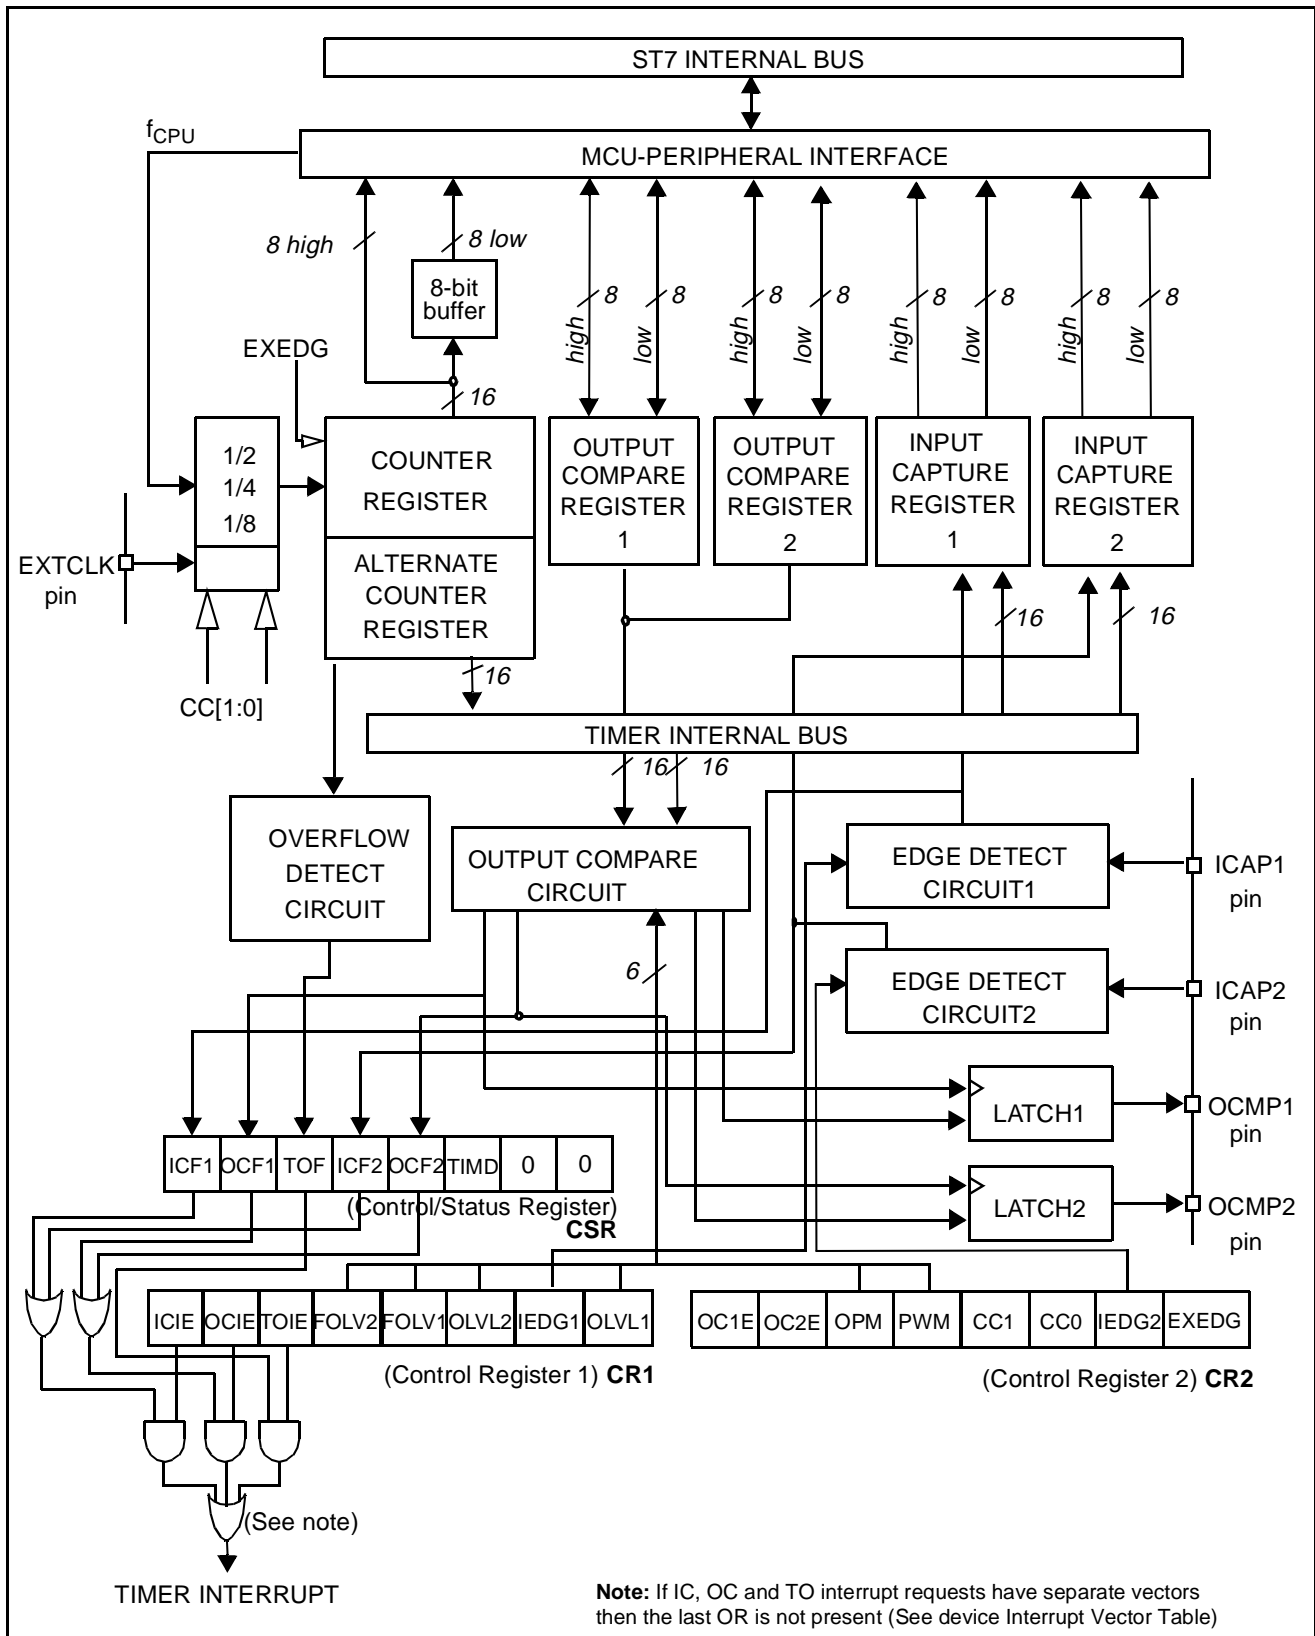 ST7 INTERNAL BUS
fCPU
MCU-PERIPHERAL INTERFACE
8 high
8 low
8-bit
buffer
8
8
8
8
8
8
8
8
high
low
high
low
high
low
high
low
EXEDG
16
1/2
1/4
1/8
COUNTER
REGISTER
ALTERNATE
COUNTER
REGISTER
OUTPUT
COMPARE
REGISTER
1
OUTPUT
COMPARE
REGISTER
2
INPUT
CAPTURE
REGISTER
1
INPUT
CAPTURE
REGISTER
2
EXTCLK
pin
CC[1:0]
16
16
16
TIMER INTERNAL BUS
16
16
OVERFLOW
DETECT
CIRCUIT
OUTPUT COMPARE
CIRCUIT
EDGE DETECT
CIRCUIT1
ICAP1
pin
6
EDGE DETECT
CIRCUIT2
ICAP2
pin
LATCH1
OCMP1
pin
LATCH2
OCMP2
pin
ICF1 OCF1 TOF ICF2 OCF2 TIMD 0 0
(Control/Status Register)
CSR
ICIE OCIE TOIE FOLV2 FOLV1 OLVL2 IEDG1 OLVL1
(Control Register 1) CR1
OC1E OC2E OPM PWM CC1 CC0 IEDG2 EXEDG
(Control Register 2) CR2
(See note)
TIMER INTERRUPT
Note: If IC, OC and TO interrupt requests have separate vectors
then the last OR is not present (See device Interrupt Vector Table)